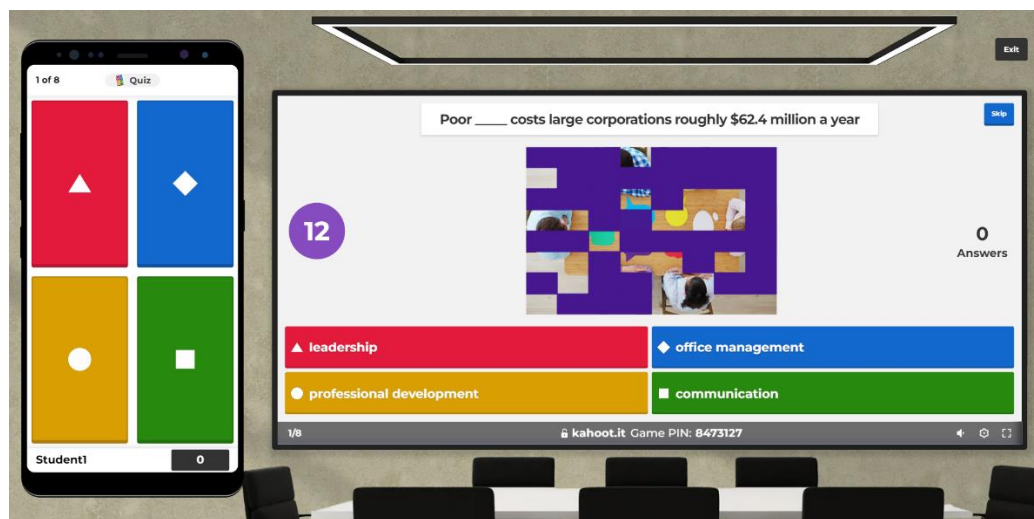 1 of 8
Quiz
Student1
0
Exit
Poor ____ costs large corporations roughly $62.4 million a year
Skip
12
0
Answers
leadership
office management
professional development
communication
1/8
kahoot.it Game PIN: 8473127